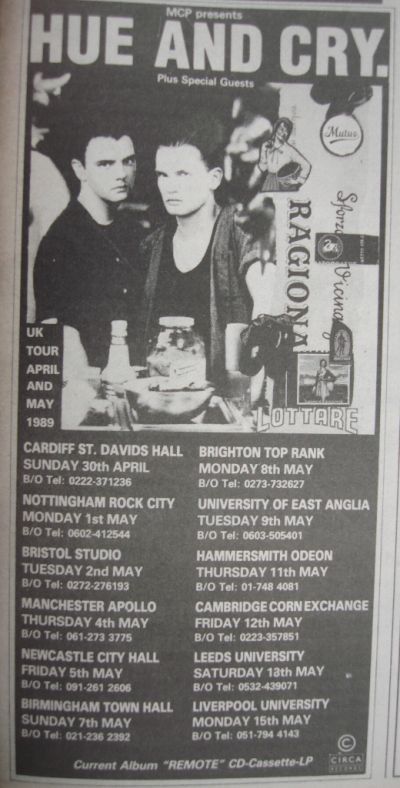 MCP presents
HUE AND CRY.
Plus Special Guests
Mutue
Sforzo Vicina
RAGIONA
LOTTARE
UK
TOUR
APRIL
AND
MAY
1989
CARDIFF ST. DAVIDS HALL
SUNDAY 30th APRIL
B/O Tel: 0222-371236
NOTTINGHAM ROCK CITY
MONDAY 1st MAY
B/O Tel: 0602-412544
BRISTOL STUDIO
TUESDAY 2nd MAY
B/O Tel: 0272-276193
MANCHESTER APOLLO
THURSDAY 4th MAY
B/O Tel: 061-273 3775
NEWCASTLE CITY HALL
FRIDAY 5th MAY
B/O Tel: 091-261 2606
BIRMINGHAM TOWN HALL
SUNDAY 7th MAY
B/O Tel: 021-236 2392
BRIGHTON TOP RANK
MONDAY 8th MAY
B/O Tel: 0273-732627
UNIVERSITY OF EAST ANGLIA
TUESDAY 9th MAY
B/O Tel: 0603-505401
HAMMERSMITH ODEON
THURSDAY 11th MAY
B/O Tel: 01-748 4081
CAMBRIDGE CORN EXCHANGE
FRIDAY 12th MAY
B/O Tel: 0223-357851
LEEDS UNIVERSITY
SATURDAY 13th MAY
B/O Tel: 0532-439071
LIVERPOOL UNIVERSITY
MONDAY 15th MAY
B/O Tel: 051-794 4143
Current Album "REMOTE" CD-Cassette-LP
C
CIRCA
RECORDS